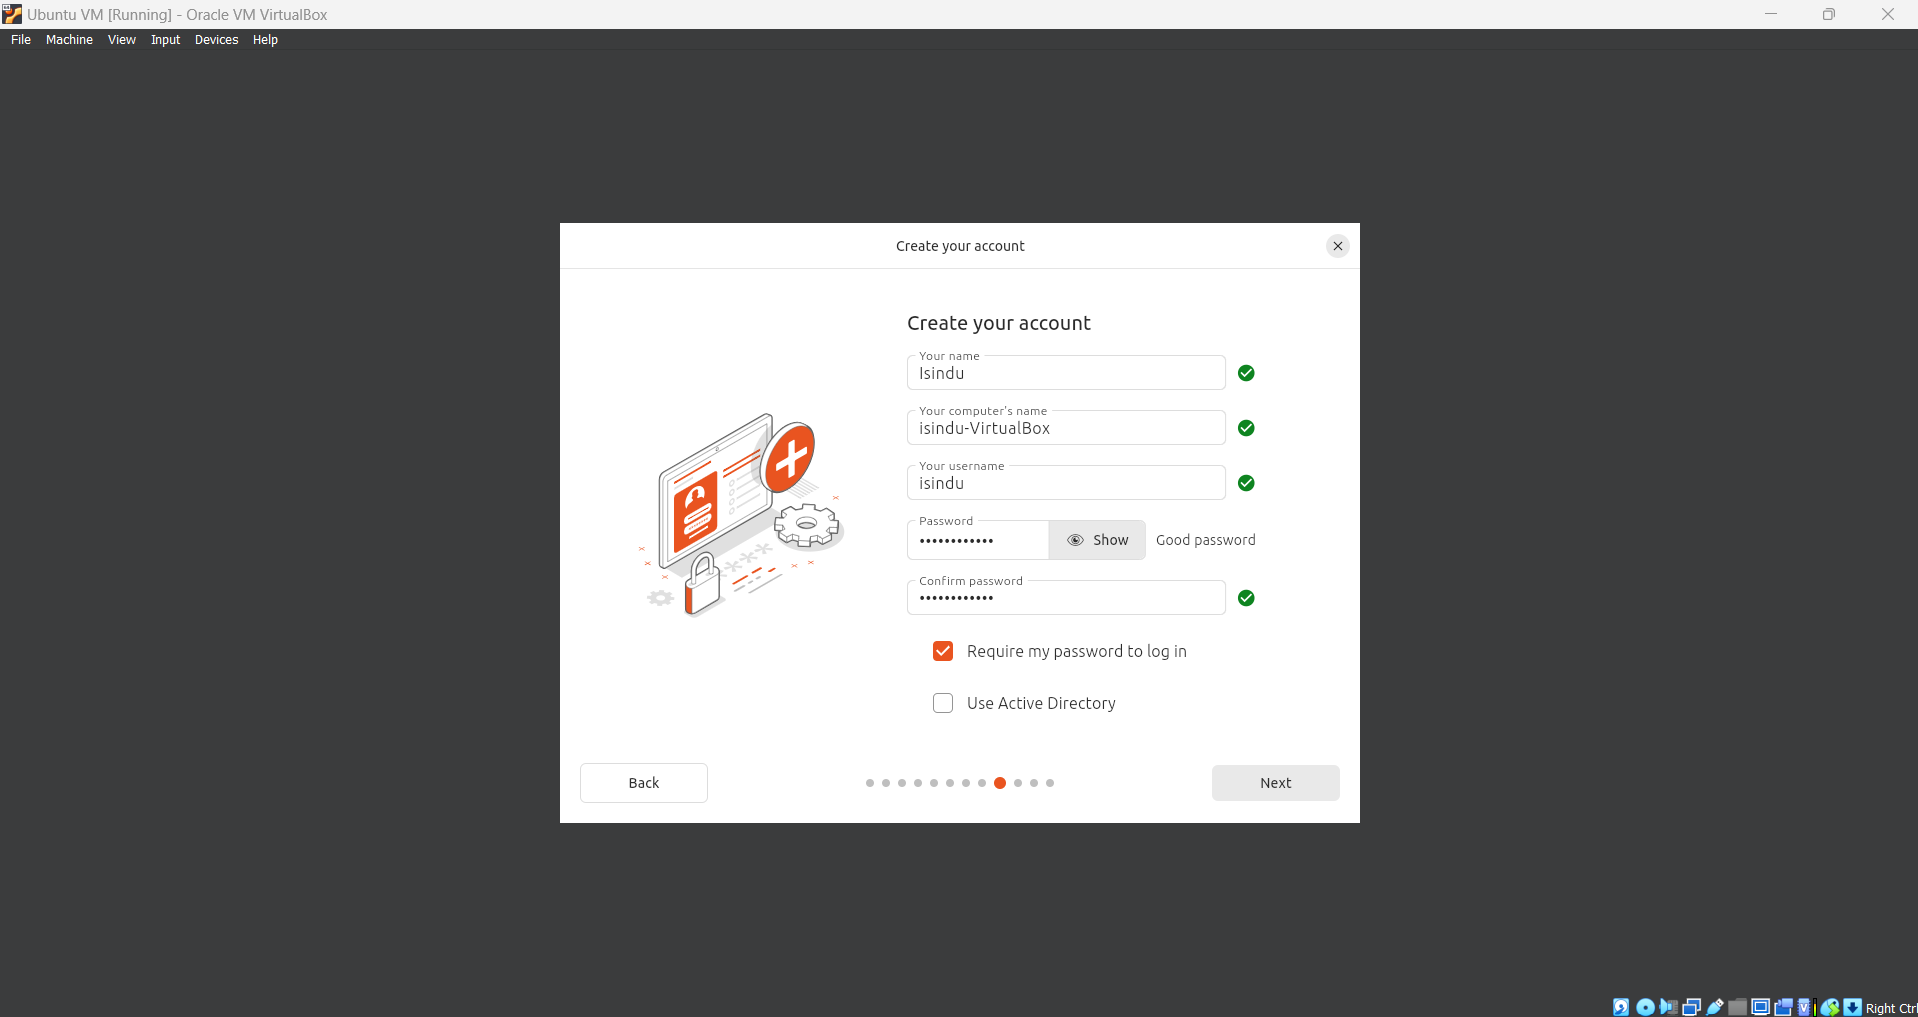 Ubuntu VM [Running] - Oracle VM VirtualBox
File Machine View Input Devices Help
Create your account
Create your account
Your name
Isindu
Your computer's name
isindu-VirtualBox
Your username
isindu
Password
••••••••••••
Show
Good password
Confirm password
••••••••••••
Require my password to log in
Use Active Directory
Back
Next
Right Ctrl